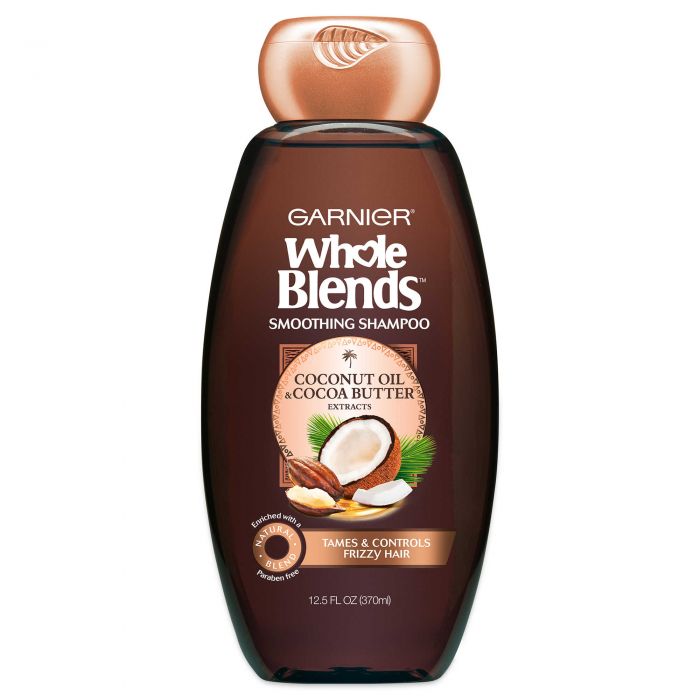 GARNIER®
Whole
Blends™
SMOOTHING SHAMPOO
COCONUT OIL
& COCOA BUTTER
EXTRACTS
Enriched with a
NATURAL
BLEND
Paraben free
TAMES & CONTROLS
FRIZZY HAIR
12.5 FL OZ (370ml)